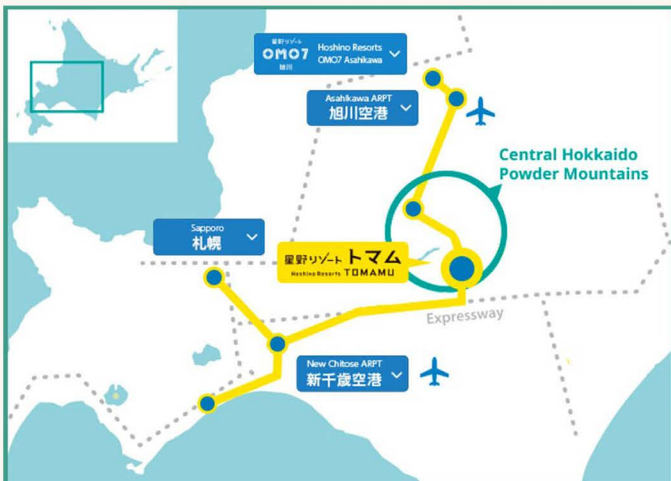 星野リゾート
OMO7
旭川
Hoshino Resorts
OMO7 Asahikawa
Asahikawa ARPT
旭川空港
Central Hokkaido
Powder Mountains
Sapporo
札幌
星野リゾート トマム
Hoshino Resorts TOMAMU
Expressway
New Chitose ARPT
新千歳空港